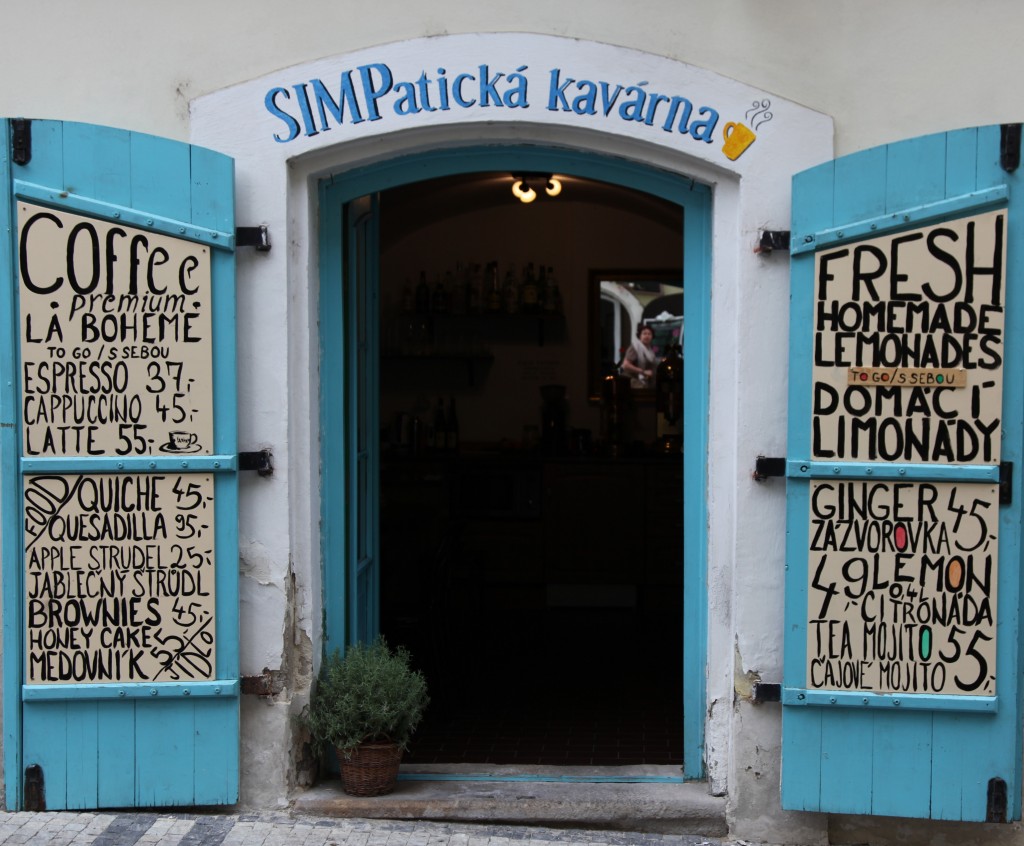 SIMPatická kavárna
Coffee
premium
LA BOHEME
TO GO/S SEBOU
ESPRESSO 37,-
CAPPUCCINO 45,-
LATTE 55,-
FOOD
QUICHE 45,-
QUESADILLA 95,-
APPLE STRUDEL 25,-
JABLEČNÝ ŠTRŮDL
BROWNIES 45,-
HONEY CAKE
MEDOVNÍK 55,-
FRESH
HOMEMADE
LEMONADES
TO GO/S SEBOU
DOMÁCÍ
LIMONÁDY
GINGER 45,-
ZÁZVOROVKA
49,- LEMON
0,4L
CITRONÁDA
TEA MOJITO 55,-
ČAJOVÉ MOJITO